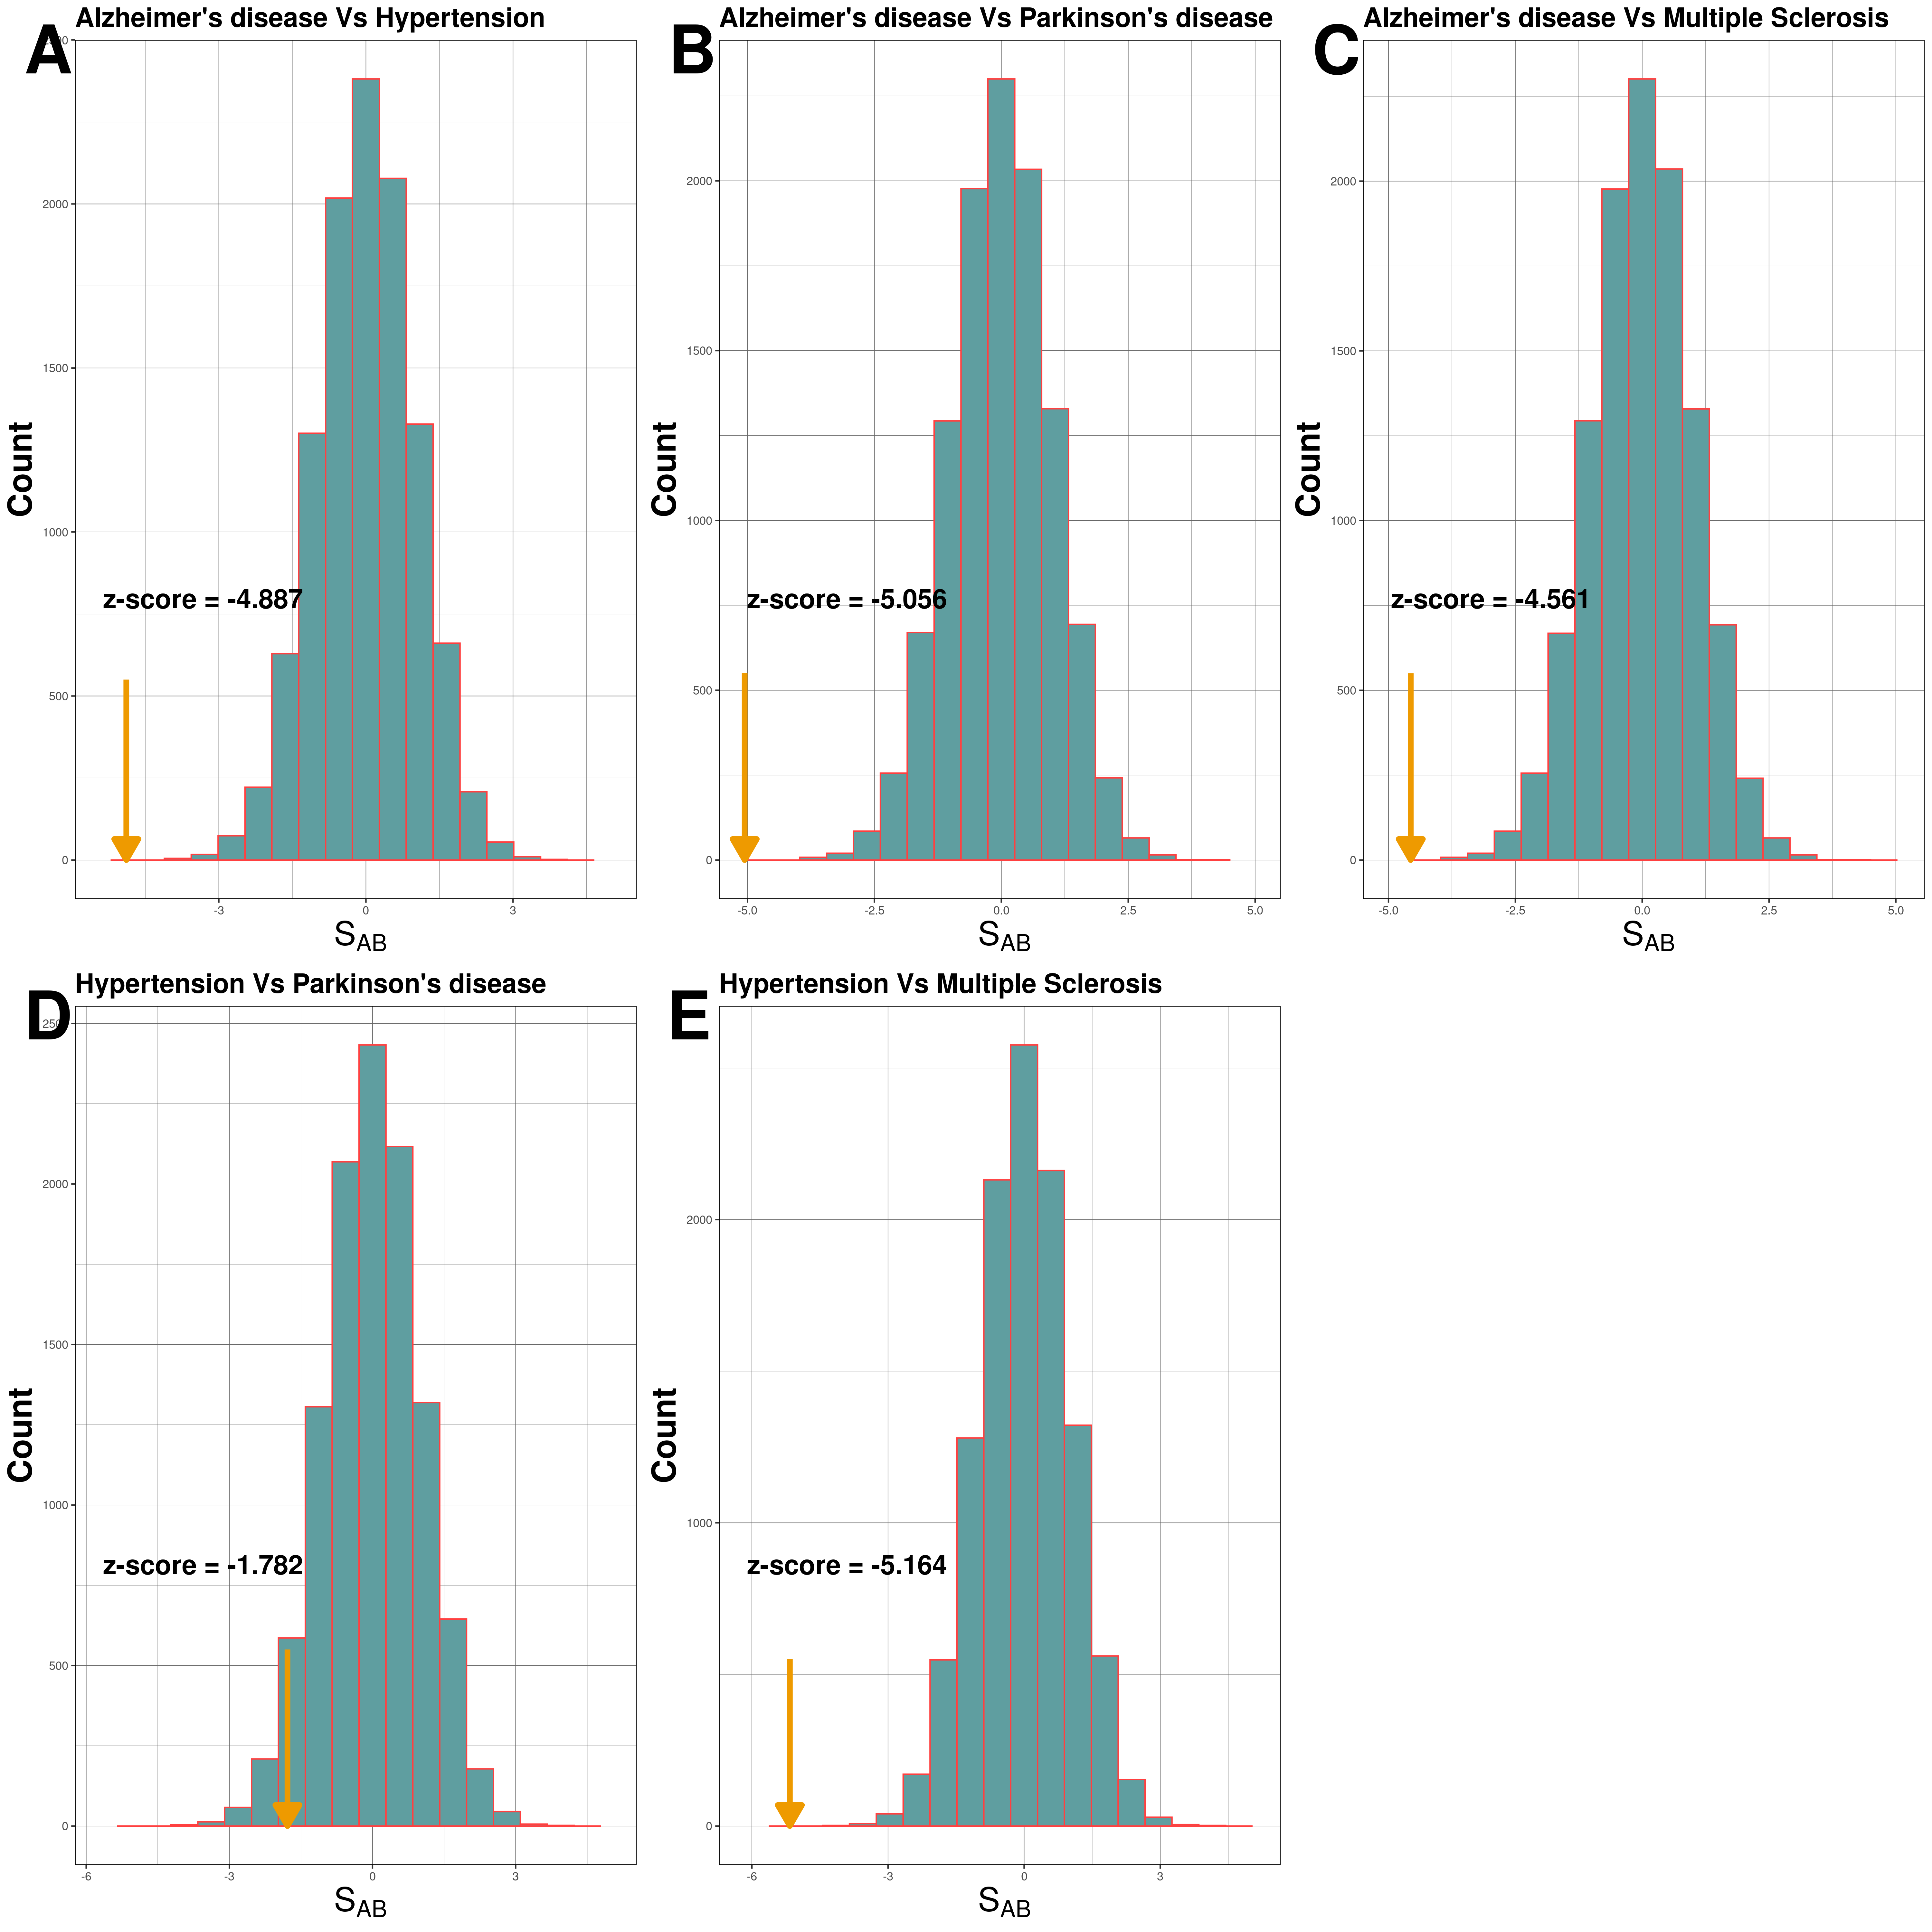 Alzheimer's disease Vs Hypertension
A
Count
2000
1500
1000
500
0
z-score = -4.887
-3 0 3
SAB
Alzheimer's disease Vs Parkinson's disease
B
Count
2000
1500
1000
500
0
z-score = -5.056
-5.0 -2.5 0.0 2.5 5.0
SAB
Alzheimer's disease Vs Multiple Sclerosis
C
Count
2000
1500
1000
500
0
z-score = -4.561
-5.0 -2.5 0.0 2.5 5.0
SAB
Hypertension Vs Parkinson's disease
D
Count
2000
1500
1000
500
0
z-score = -1.782
-6 -3 0 3
SAB
Hypertension Vs Multiple Sclerosis
E
Count
2000
1000
0
z-score = -5.164
-6 -3 0 3
SAB